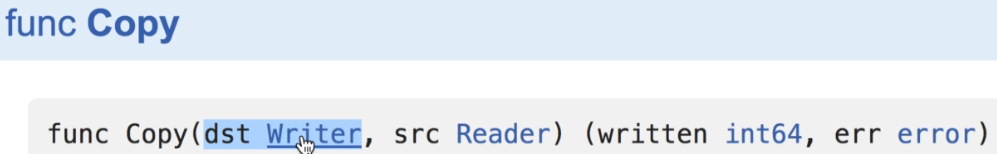 func Copy
func Copy(dst Writer, src Reader) (written int64, err error)